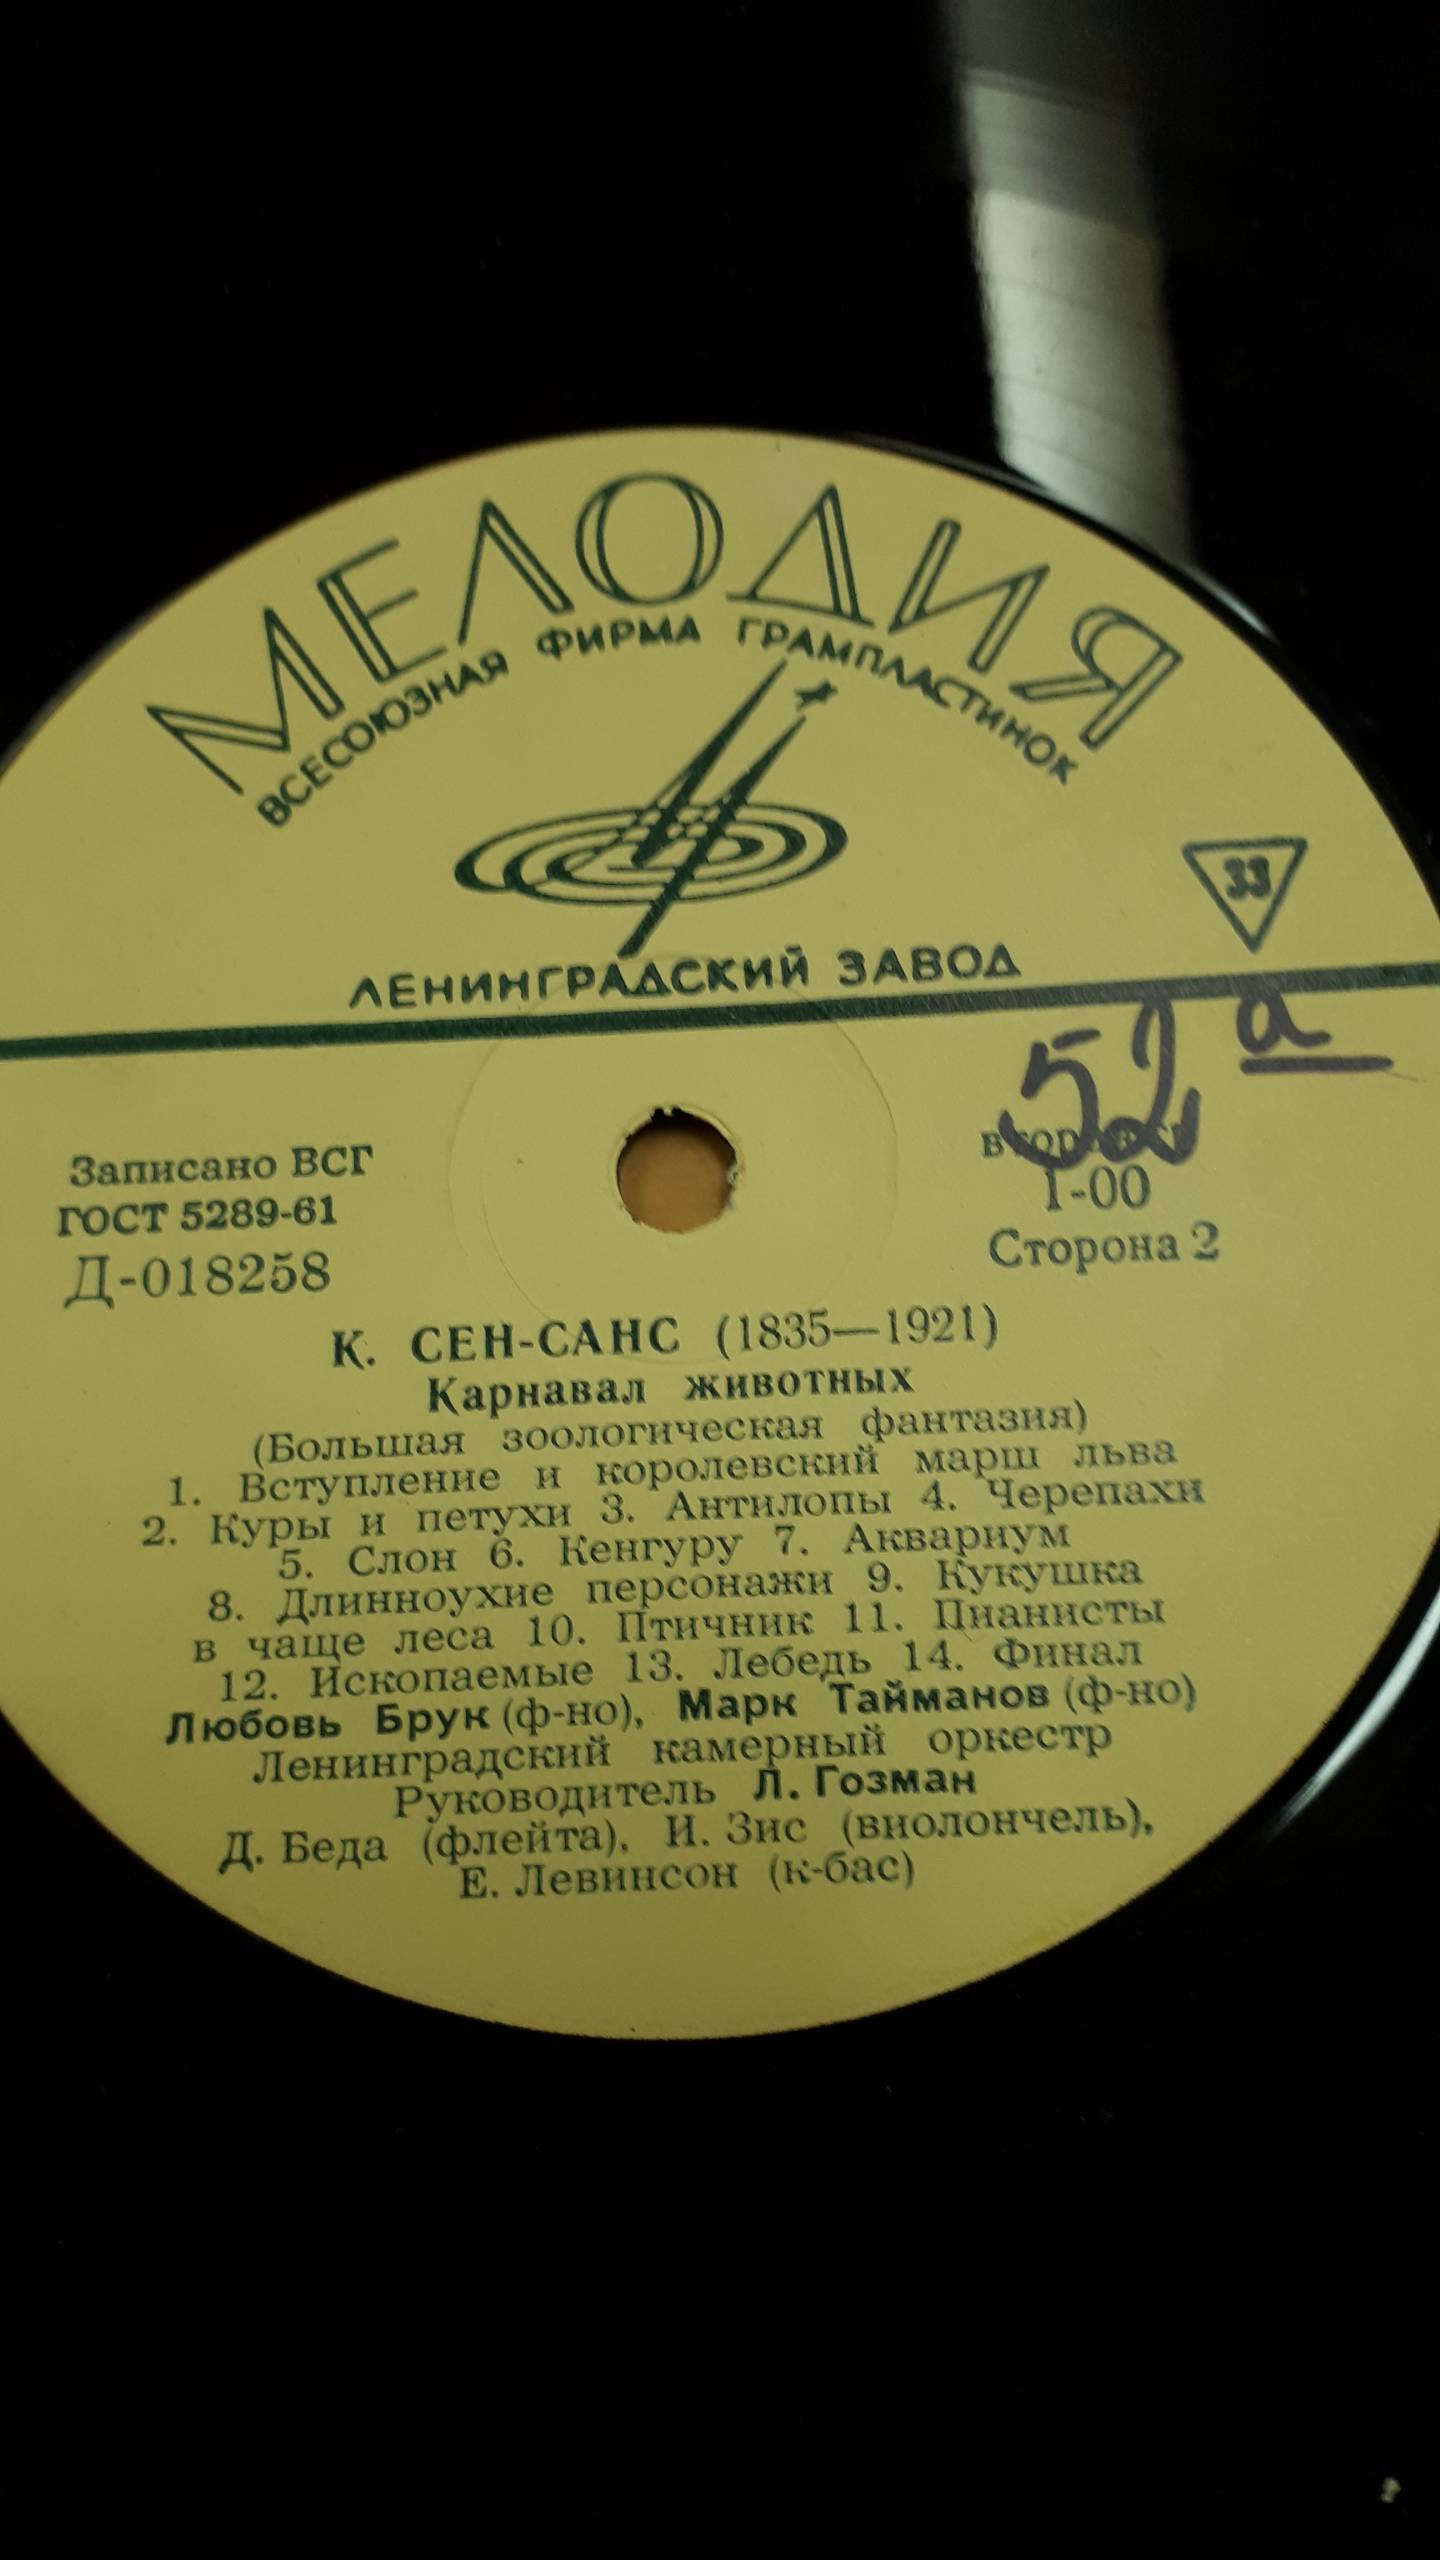 МЕЛОДИЯ
ВСЕСОЮЗНАЯ ФИРМА ГРАМПЛАСТИНОК
33
ЛЕНИНГРАДСКИЙ ЗАВОД
52 а
Записано ВСГ
ГОСТ 5289-61
Д-018258
1-00
Сторона 2
К. СЕН-САНС (1835—1921)
Карнавал животных
(Большая зоологическая фантазия)
1. Вступление и королевский марш льва
2. Куры и петухи 3. Антилопы 4. Черепахи
5. Слон 6. Кенгуру 7. Аквариум
8. Длинноухие персонажи 9. Кукушка
в чаще леса 10. Птичник 11. Пианисты
12. Ископаемые 13. Лебедь 14. Финал
Любовь Брук (ф-но), Марк Тайманов (ф-но)
Ленинградский камерный оркестр
Руководитель Л. Гозман
Д. Беда (флейта), И. Зис (виолончель),
Е. Левинсон (к-бас)